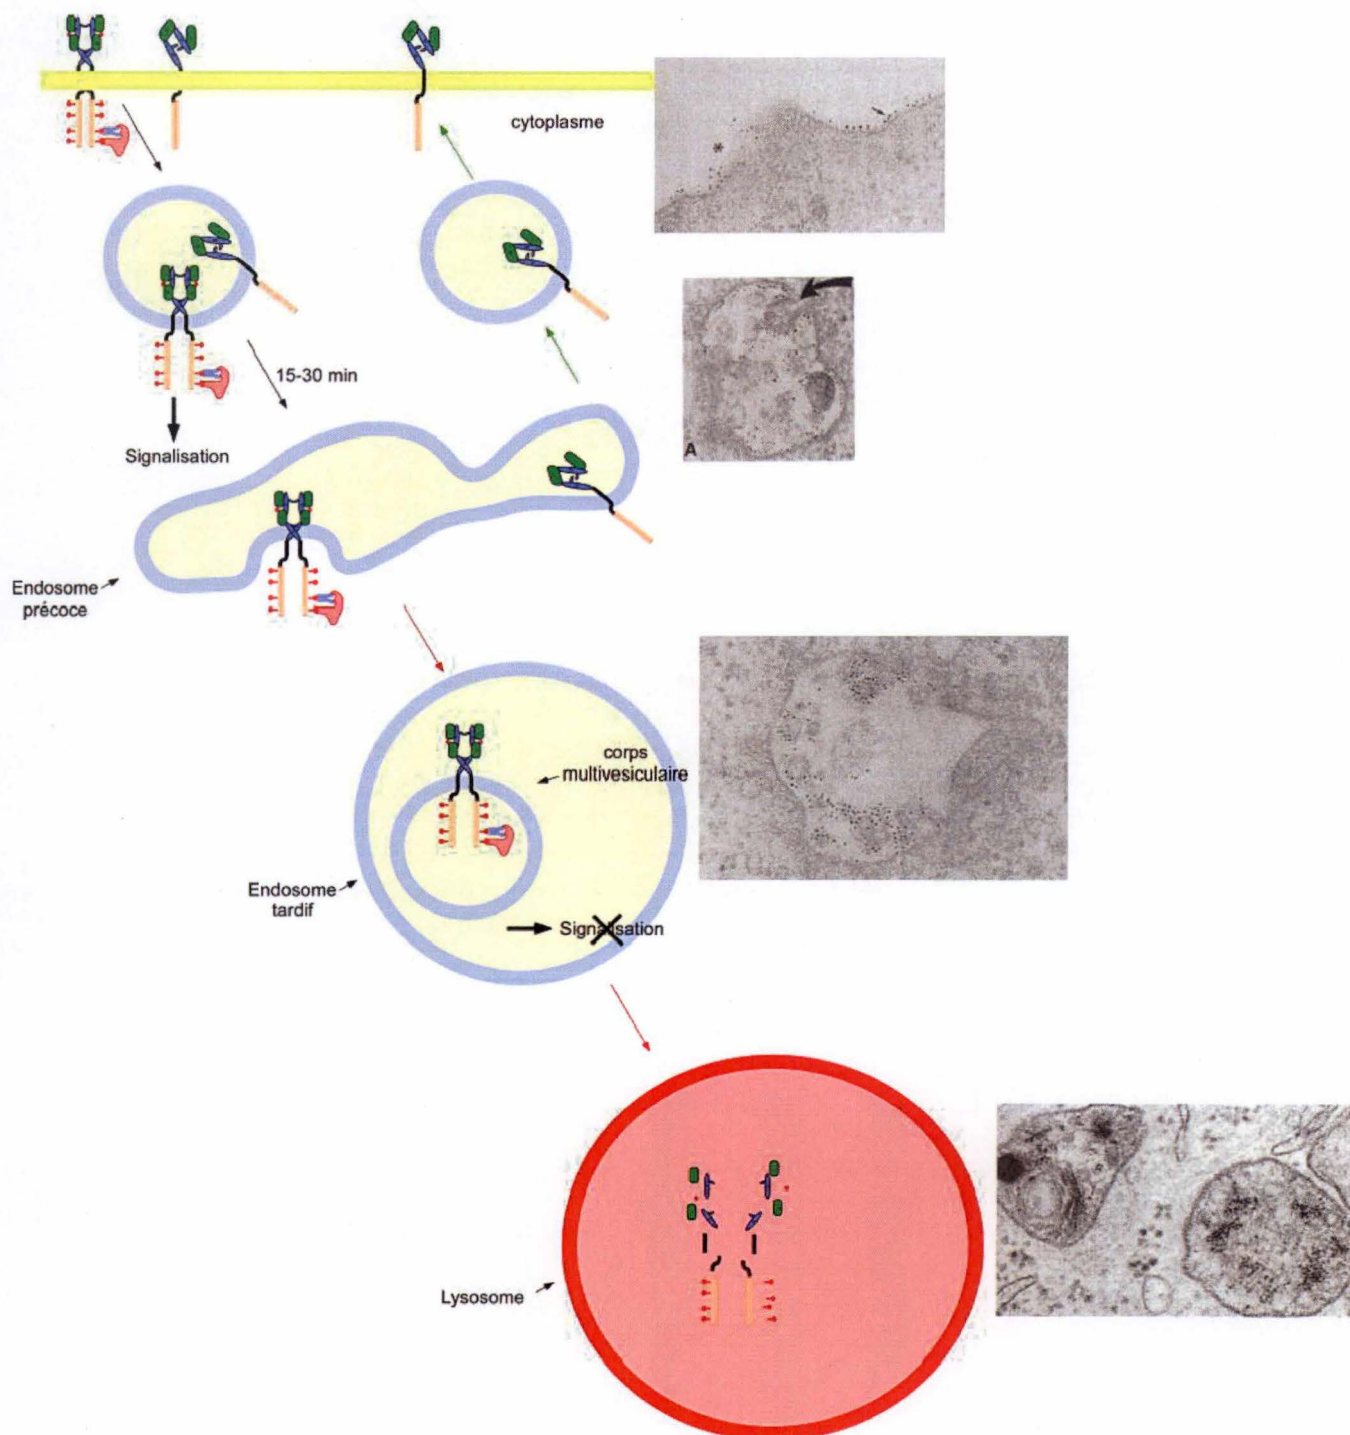 cytoplasme
*
15-30 min
A
Signalisation
Endosome
précoce
corps
multivesiculaire
Endosome
tardif
Signalisation
*
Lysosome